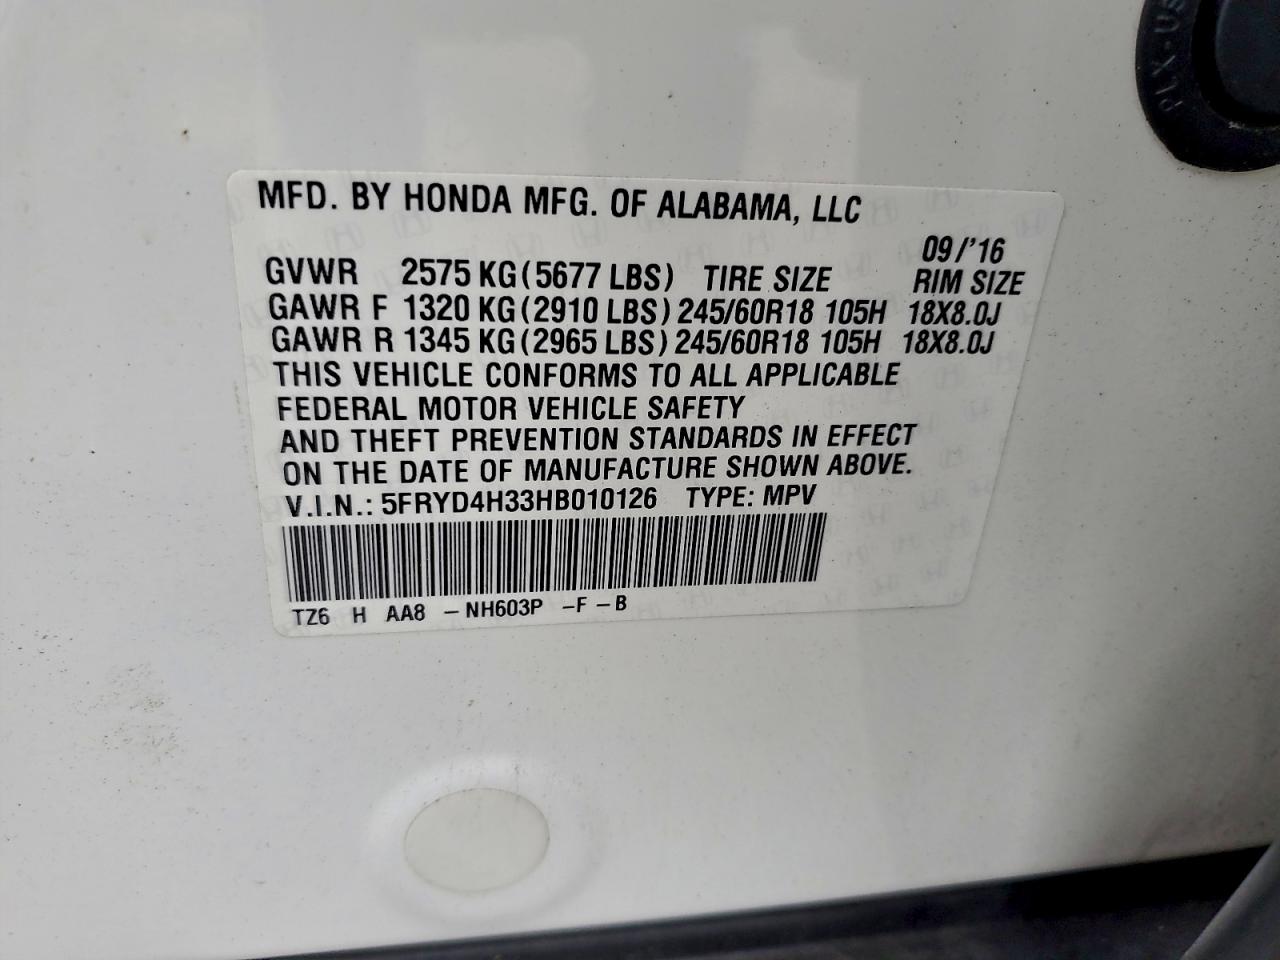 PLX-US
MFD. BY HONDA MFG. OF ALABAMA, LLC
09/'16
GVWR 2575 KG(5677 LBS) TIRE SIZE RIM SIZE
GAWR F 1320 KG(2910 LBS) 245/60R18 105H 18X8.0J
GAWR R 1345 KG(2965 LBS) 245/60R18 105H 18X8.0J
THIS VEHICLE CONFORMS TO ALL APPLICABLE
FEDERAL MOTOR VEHICLE SAFETY
AND THEFT PREVENTION STANDARDS IN EFFECT
ON THE DATE OF MANUFACTURE SHOWN ABOVE.
V.I.N.: 5FRYD4H33HB010126 TYPE: MPV
TZ6 H AA8 -NH603P -F-B